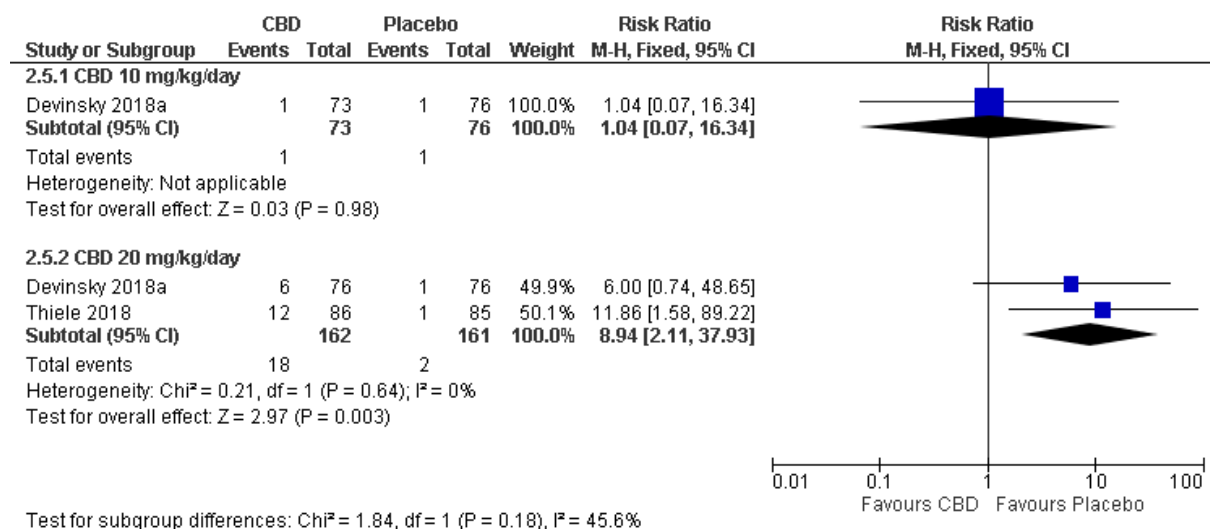 CBD Placebo Risk Ratio Risk Ratio
Study or Subgroup Events Total Events Total Weight M-H, Fixed, 95% CI M-H, Fixed, 95% CI
2.5.1 CBD 10 mg/kg/day
Devinsky 2018a 1 73 1 76 100.0% 1.04 [0.07, 16.34]
Subtotal (95% CI) 73 76 100.0% 1.04 [0.07, 16.34]
Total events 1 1
Heterogeneity: Not applicable
Test for overall effect: Z = 0.03 (P = 0.98)
2.5.2 CBD 20 mg/kg/day
Devinsky 2018a 6 76 1 76 49.9% 6.00 [0.74, 48.65]
Thiele 2018 12 86 1 85 50.1% 11.86 [1.58, 89.22]
Subtotal (95% CI) 162 161 100.0% 8.94 [2.11, 37.93]
Total events 18 2
Heterogeneity: Chi² = 0.21, df = 1 (P = 0.64); I² = 0%
Test for overall effect: Z = 2.97 (P = 0.003)
0.01 0.1 1 10 100
Favours CBD Favours Placebo
Test for subgroup differences: Chi² = 1.84, df = 1 (P = 0.18), I² = 45.6%